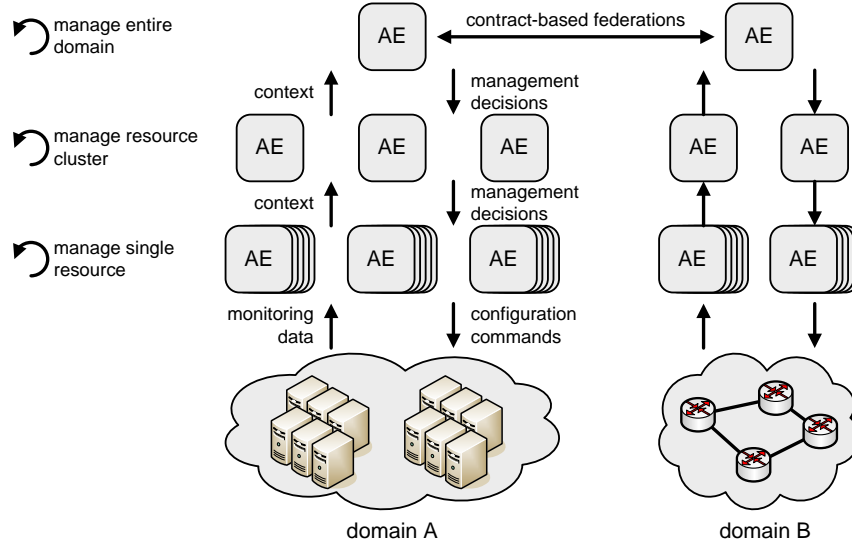 contract-based federations
manage entire
domain
AE
AE
context
management
decisions
manage resource
cluster
AE
AE
AE
AE
AE
context
management
decisions
manage single
resource
AE
AE
AE
AE
AE
monitoring
data
configuration
commands
domain A
domain B